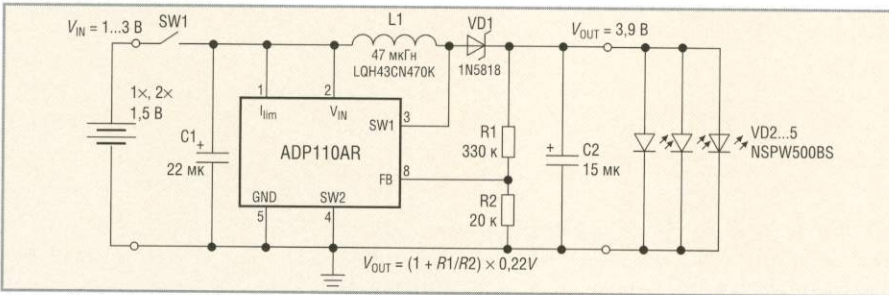 V_IN = 1...3 В
SW1
L1
47 мкГн
LQH43CN470K
VD1
1N5818
V_OUT = 3,9 В
1×, 2×
1,5 В
C1
+
22 мк
1
I_lim
2
V_IN
SW1
3
ADP110AR
FB
8
GND
5
SW2
4
R1
330 к
R2
20 к
+
C2
15 мк
VD2...5
NSPW500BS
V_OUT = (1 + R1/R2) × 0,22V